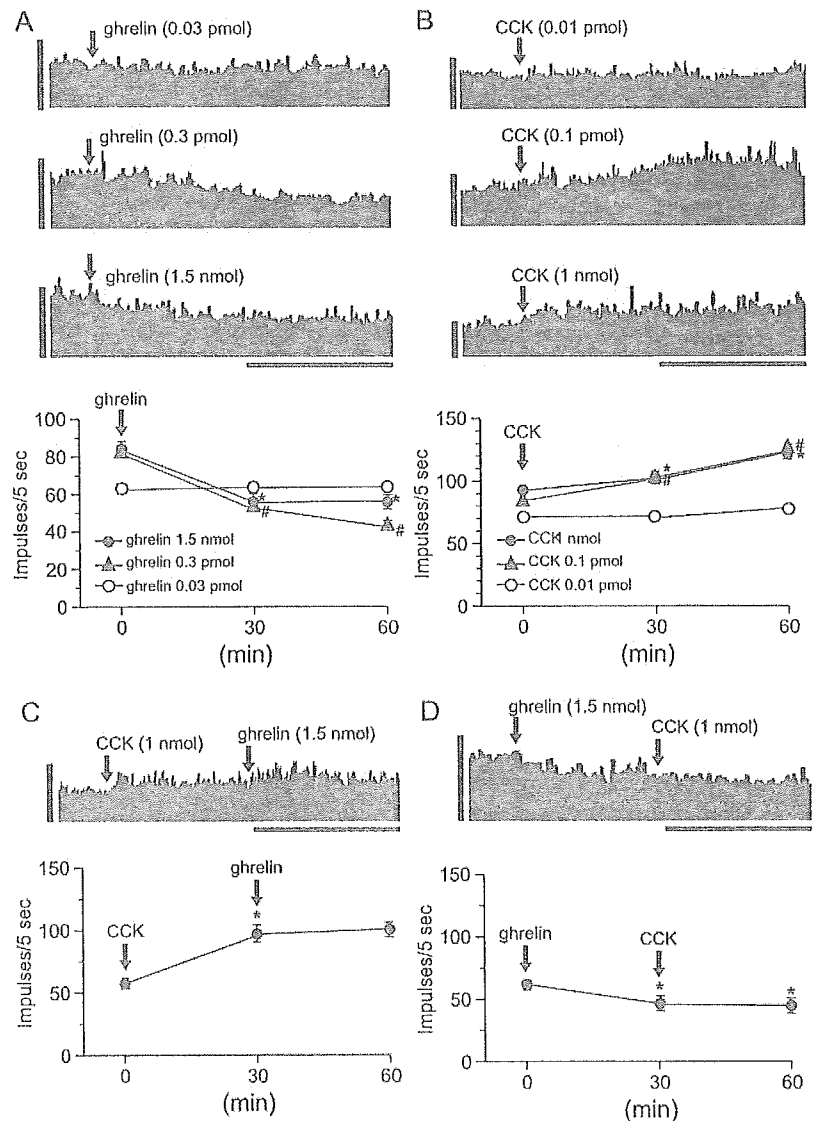 A
ghrelin (0.03 pmol)
ghrelin (0.3 pmol)
ghrelin (1.5 nmol)
ghrelin
100
80
60
40
20
0
Impulses/5 sec
* *
# #
ghrelin 1.5 nmol
ghrelin 0.3 pmol
ghrelin 0.03 pmol
0 30 60
(min)
B
CCK (0.01 pmol)
CCK (0.1 pmol)
CCK (1 nmol)
CCK
150
100
50
0
Impulses/5 sec
* #
# *
CCK1 nmol
CCK 0.1 pmol
CCK 0.01 pmol
0 30 60
(min)
C
CCK (1 nmol) ghrelin (1.5 nmol)
150
100
50
0
Impulses/5 sec
CCK
ghrelin
*
0 30 60
(min)
D
ghrelin (1.5 nmol)
CCK (1 nmol)
150
100
50
0
Impulses/5 sec
ghrelin CCK
* *
0 30 60
(min)